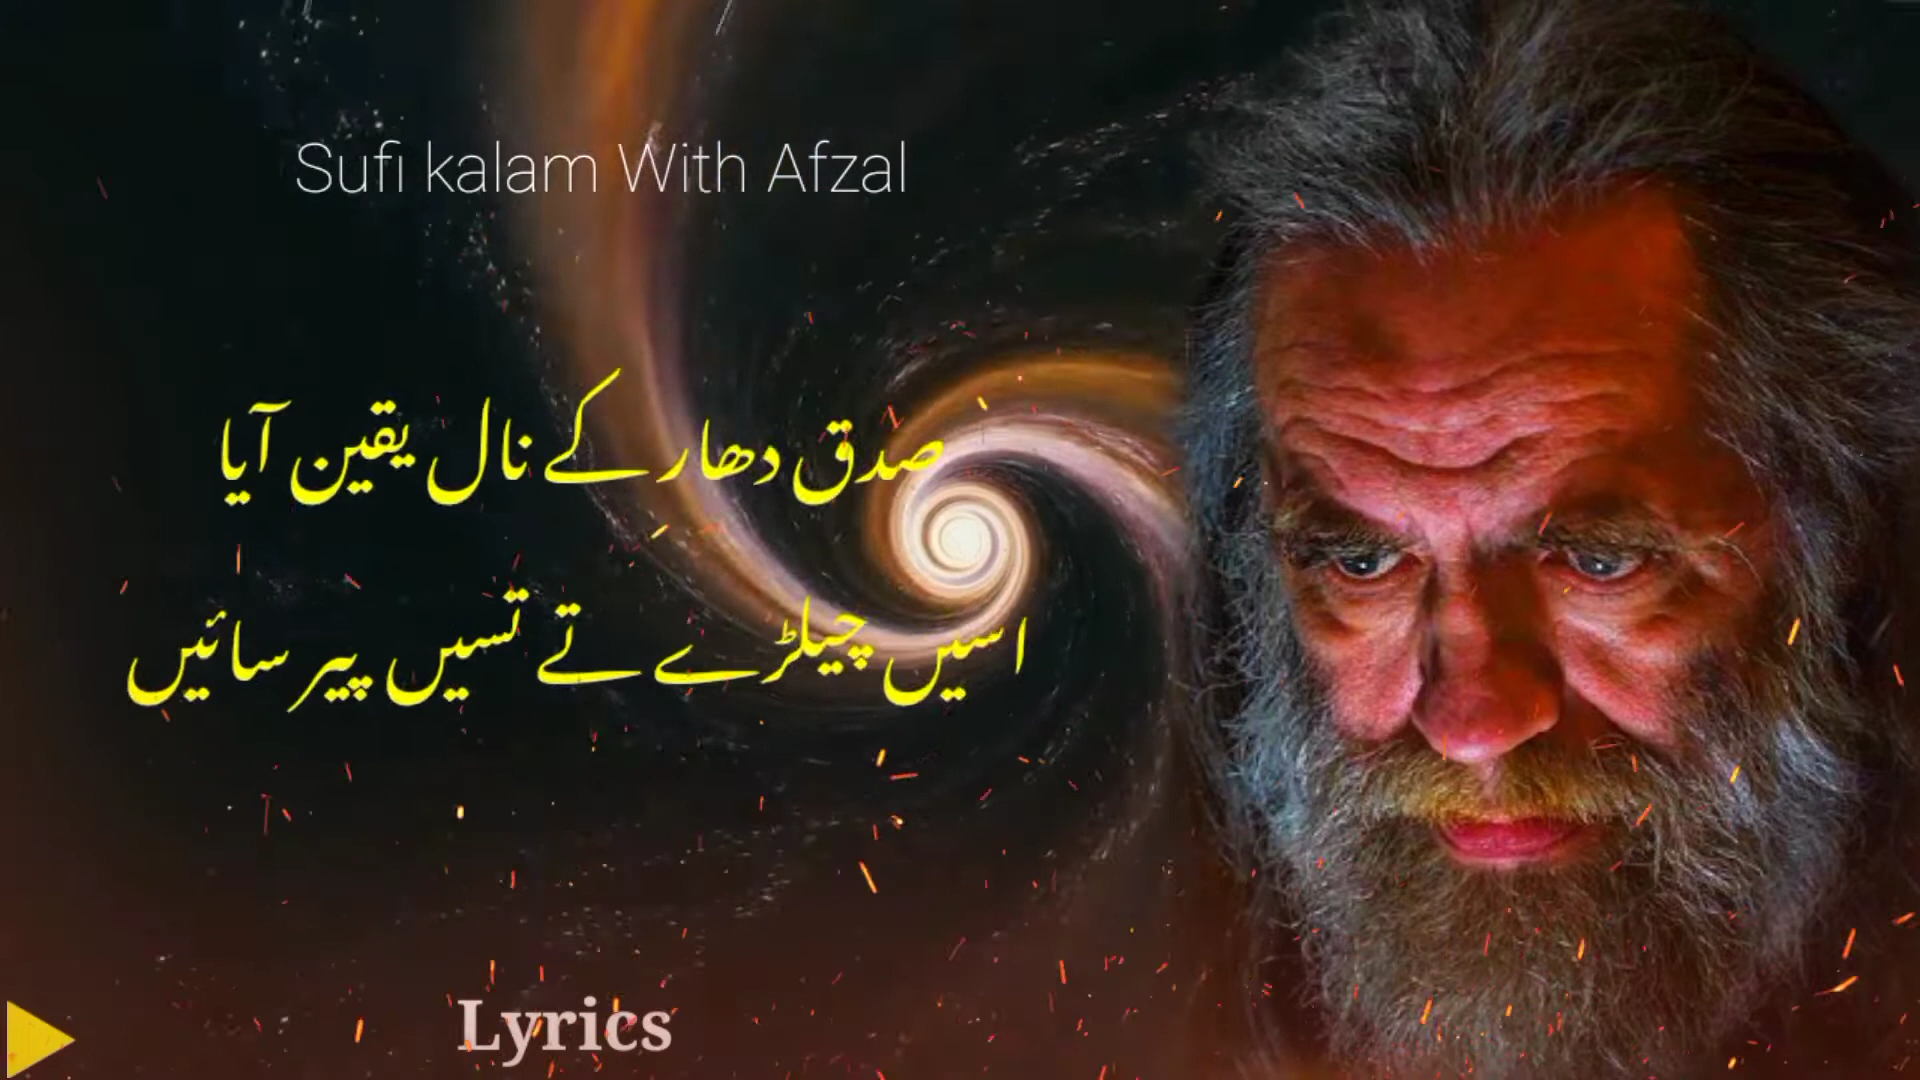 Sufi kalam With Afzal
صدق دھار کے نال یقین آیا
اسیں چیلڑے تے تسیں پیر سائیں
Lyrics